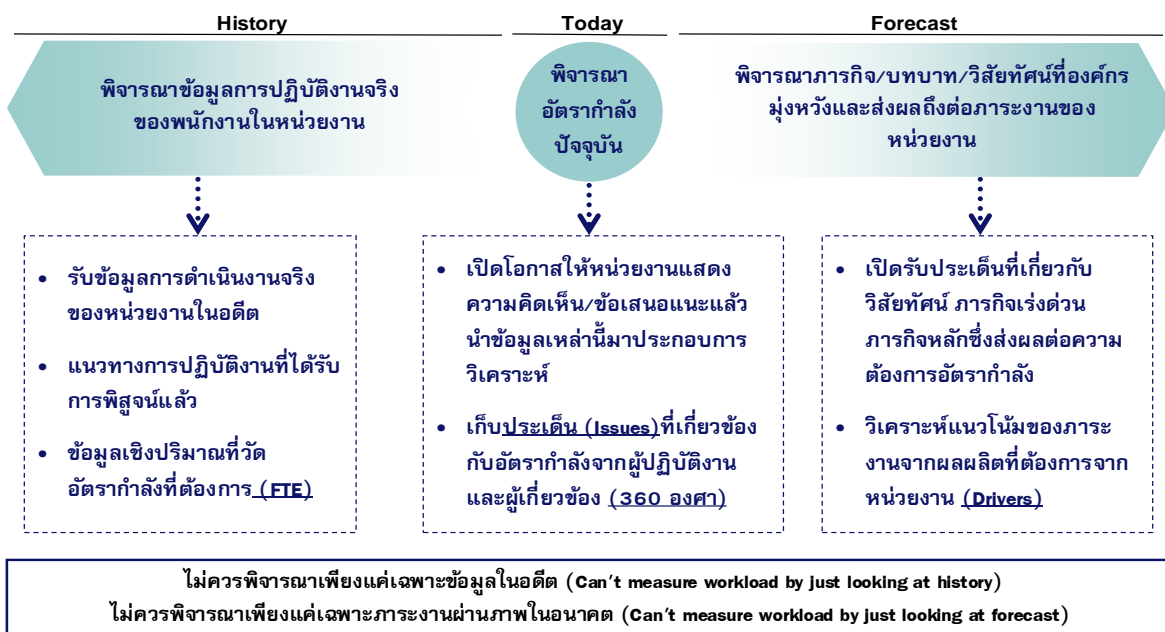 History
Today
Forecast
พิจารณาข้อมูลการปฏิบัติงานจริง
ของพนักงานในหน่วยงาน
พิจารณา
อัตรากำลัง
ปัจจุบัน
พิจารณาภารกิจ/บทบาท/วิสัยทัศน์ที่องค์กร
มุ่งหวังและส่งผลถึงต่อภาระงานของ
หน่วยงาน
• รับข้อมูลการดำเนินงานจริง
ของหน่วยงานในอดีต
• แนวทางการปฏิบัติงานที่ได้รับ
การพิสูจน์แล้ว
• ข้อมูลเชิงปริมาณที่วัด
อัตรากำลังที่ต้องการ (FTE)
• เปิดโอกาสให้หน่วยงานแสดง
ความคิดเห็น/ข้อเสนอแนะแล้ว
นำข้อมูลเหล่านี้มาประกอบการ
วิเคราะห์
• เก็บประเด็น (Issues)ที่เกี่ยวข้อง
กับอัตรากำลังจากผู้ปฏิบัติงาน
และผู้เกี่ยวข้อง (360 องศา)
• เปิดรับประเด็นที่เกี่ยวกับ
วิสัยทัศน์ ภารกิจเร่งด่วน
ภารกิจหลักซึ่งส่งผลต่อความ
ต้องการอัตรากำลัง
• วิเคราะห์แนวโน้มของภาระ
งานจากผลผลิตที่ต้องการจาก
หน่วยงาน (Drivers)
ไม่ควรพิจารณาเพียงแค่เฉพาะข้อมูลในอดีต (Can't measure workload by just looking at history)
ไม่ควรพิจารณาเพียงแค่เฉพาะภาระงานผ่านภาพในอนาคต (Can't measure workload by just looking at forecast)